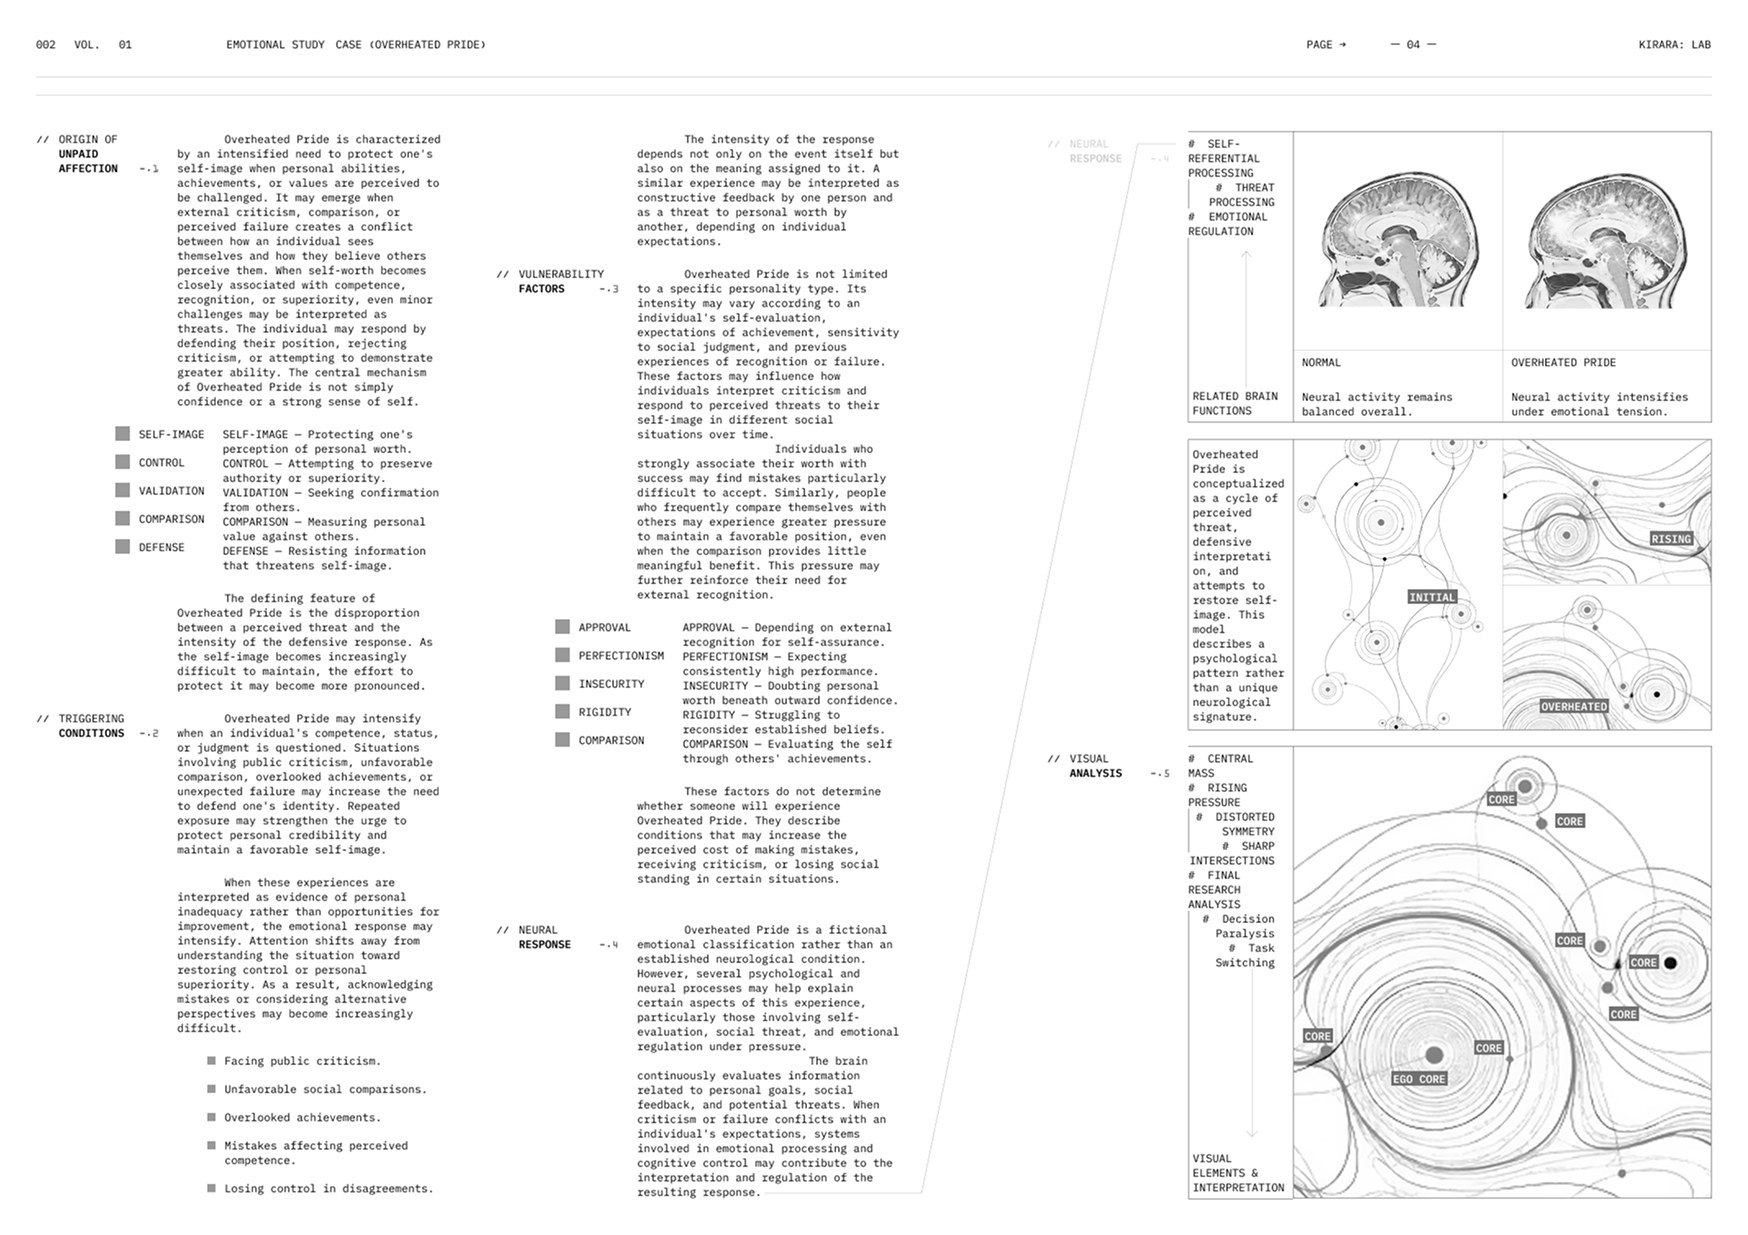 002 VOL. 01 EMOTIONAL STUDY CASE (OVERHEATED PRIDE) PAGE → — 04 — KIRARA: LAB
// ORIGIN OF
UNPAID
AFFECTION -.1
Overheated Pride is characterized
by an intensified need to protect one's
self-image when personal abilities,
achievements, or values are perceived to
be challenged. It may emerge when
external criticism, comparison, or
perceived failure creates a conflict
between how an individual sees
themselves and how they believe others
perceive them. When self-worth becomes
closely associated with competence,
recognition, or superiority, even minor
challenges may be interpreted as
threats. The individual may respond by
defending their position, rejecting
criticism, or attempting to demonstrate
greater ability. The central mechanism
of Overheated Pride is not simply
confidence or a strong sense of self.
SELF-IMAGE
CONTROL
VALIDATION
COMPARISON
DEFENSE
SELF-IMAGE — Protecting one's
perception of personal worth.
CONTROL — Attempting to preserve
authority or superiority.
VALIDATION — Seeking confirmation
from others.
COMPARISON — Measuring personal
value against others.
DEFENSE — Resisting information
that threatens self-image.
The defining feature of
Overheated Pride is the disproportion
between a perceived threat and the
intensity of the defensive response. As
the self-image becomes increasingly
difficult to maintain, the effort to
protect it may become more pronounced.
// TRIGGERING
CONDITIONS -.2
Overheated Pride may intensify
when an individual's competence, status,
or judgment is questioned. Situations
involving public criticism, unfavorable
comparison, overlooked achievements, or
unexpected failure may increase the need
to defend one's identity. Repeated
exposure may strengthen the urge to
protect personal credibility and
maintain a favorable self-image.
When these experiences are
interpreted as evidence of personal
inadequacy rather than opportunities for
improvement, the emotional response may
intensify. Attention shifts away from
understanding the situation toward
restoring control or personal
superiority. As a result, acknowledging
mistakes or considering alternative
perspectives may become increasingly
difficult.
Facing public criticism.
Unfavorable social comparisons.
Overlooked achievements.
Mistakes affecting perceived
competence.
Losing control in disagreements.
The intensity of the response
depends not only on the event itself but
also on the meaning assigned to it. A
similar experience may be interpreted as
constructive feedback by one person and
as a threat to personal worth by
another, depending on individual
expectations.
// VULNERABILITY
FACTORS -.3
Overheated Pride is not limited
to a specific personality type. Its
intensity may vary according to an
individual's self-evaluation,
expectations of achievement, sensitivity
to social judgment, and previous
experiences of recognition or failure.
These factors may influence how
individuals interpret criticism and
respond to perceived threats to their
self-image in different social
situations over time.
Individuals who
strongly associate their worth with
success may find mistakes particularly
difficult to accept. Similarly, people
who frequently compare themselves with
others may experience greater pressure
to maintain a favorable position, even
when the comparison provides little
meaningful benefit. This pressure may
further reinforce their need for
external recognition.
APPROVAL
PERFECTIONISM
INSECURITY
RIGIDITY
COMPARISON
APPROVAL — Depending on external
recognition for self-assurance.
PERFECTIONISM — Expecting
consistently high performance.
INSECURITY — Doubting personal
worth beneath outward confidence.
RIGIDITY — Struggling to
reconsider established beliefs.
COMPARISON — Evaluating the self
through others' achievements.
These factors do not determine
whether someone will experience
Overheated Pride. They describe
conditions that may increase the
perceived cost of making mistakes,
receiving criticism, or losing social
standing in certain situations.
// NEURAL
RESPONSE -.4
Overheated Pride is a fictional
emotional classification rather than an
established neurological condition.
However, several psychological and
neural processes may help explain
certain aspects of this experience,
particularly those involving self-
evaluation, social threat, and emotional
regulation under pressure.
The brain
continuously evaluates information
related to personal goals, social
feedback, and potential threats. When
criticism or failure conflicts with an
individual's expectations, systems
involved in emotional processing and
cognitive control may contribute to the
interpretation and regulation of the
resulting response.
// NEURAL
RESPONSE -.4
# SELF-
REFERENTIAL
PROCESSING
# THREAT
PROCESSING
# EMOTIONAL
REGULATION
RELATED BRAIN
FUNCTIONS
NORMAL
Neural activity remains
balanced overall.
OVERHEATED PRIDE
Neural activity intensifies
under emotional tension.
Overheated
Pride is
conceptualized
as a cycle of
perceived
threat,
defensive
interpretati
on, and
attempts to
restore self-
image. This
model
describes a
psychological
pattern rather
than a unique
neurological
signature.
INITIAL
RISING
OVERHEATED
// VISUAL
ANALYSIS -.5
# CENTRAL
MASS
# RISING
PRESSURE
# DISTORTED
SYMMETRY
# SHARP
INTERSECTIONS
# FINAL
RESEARCH
ANALYSIS
# Decision
Paralysis
# Task
Switching
VISUAL
ELEMENTS &
INTERPRETATION
CORE
CORE
CORE
CORE
CORE
CORE
CORE
EGO CORE